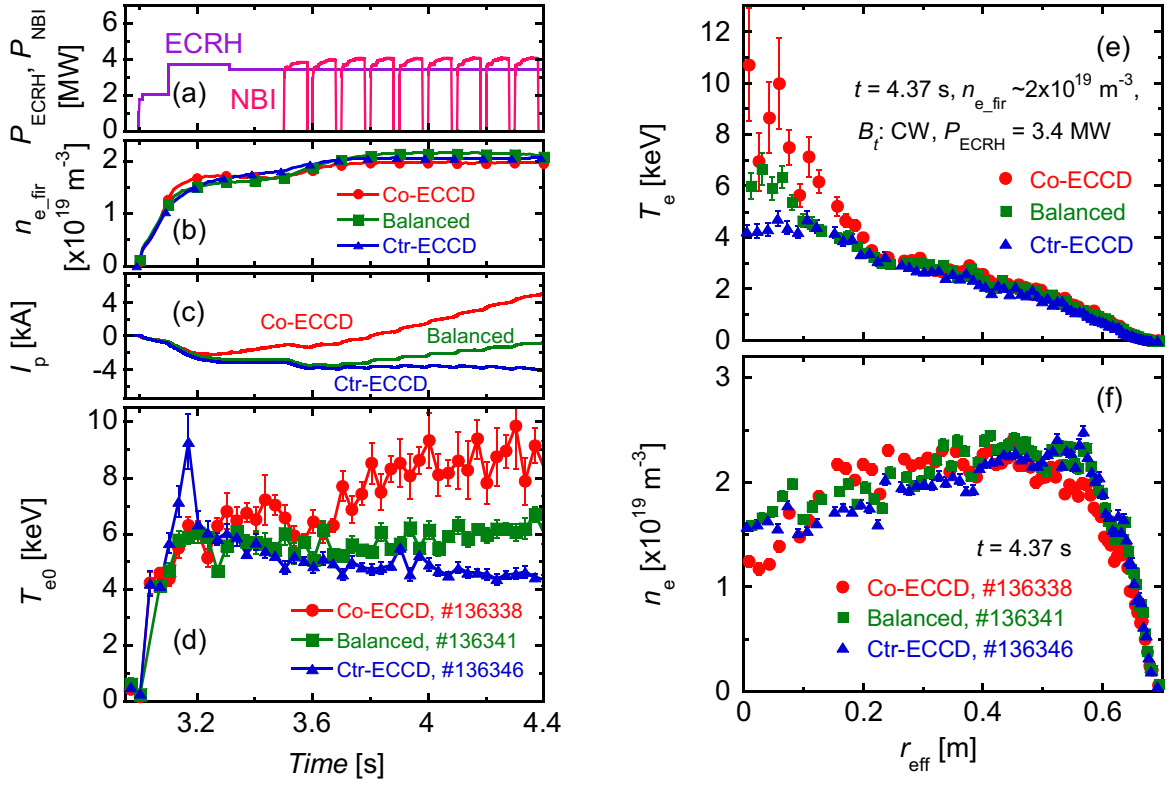 P_ECRH, P_NBI
[MW]
6
4
2
0
ECRH
NBI
(a)
n_e_fir
[x10^19 m^-3]
2
1
0
Co-ECCD
Balanced
Ctr-ECCD
(b)
I_p [kA]
4
0
-4
(c)
Co-ECCD
Balanced
Ctr-ECCD
T_e0 [keV]
10
8
6
4
2
0
(d)
Co-ECCD, #136338
Balanced, #136341
Ctr-ECCD, #136346
3.2
3.6
4
4.4
Time [s]
T_e [keV]
12
10
8
6
4
2
0
(e)
t = 4.37 s, n_e_fir ~2x10^19 m^-3,
B_t: CW, P_ECRH = 3.4 MW
Co-ECCD
Balanced
Ctr-ECCD
n_e [x10^19 m^-3]
3
2
1
0
(f)
t = 4.37 s
Co-ECCD, #136338
Balanced, #136341
Ctr-ECCD, #136346
0
0.2
0.4
0.6
r_eff [m]